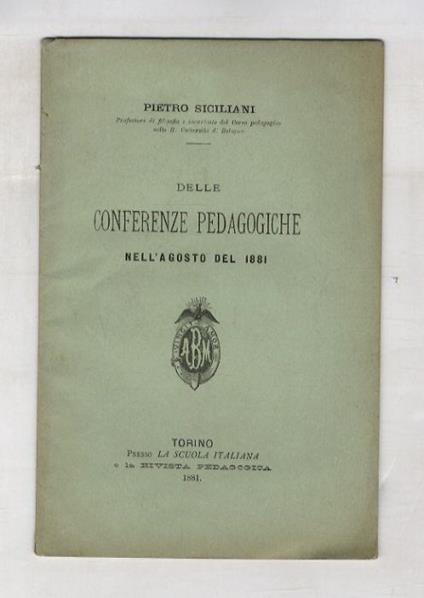 PIETRO SICILIANI
Professore di filosofia e incaricato del Corso pedagogico
nella R. Università di Bologna
DELLE
CONFERENZE PEDAGOGICHE
NELL'AGOSTO DEL 1881
ABM
TORINO
PRESSO LA SCUOLA ITALIANA
e la RIVISTA PEDAGOGICA
1881.